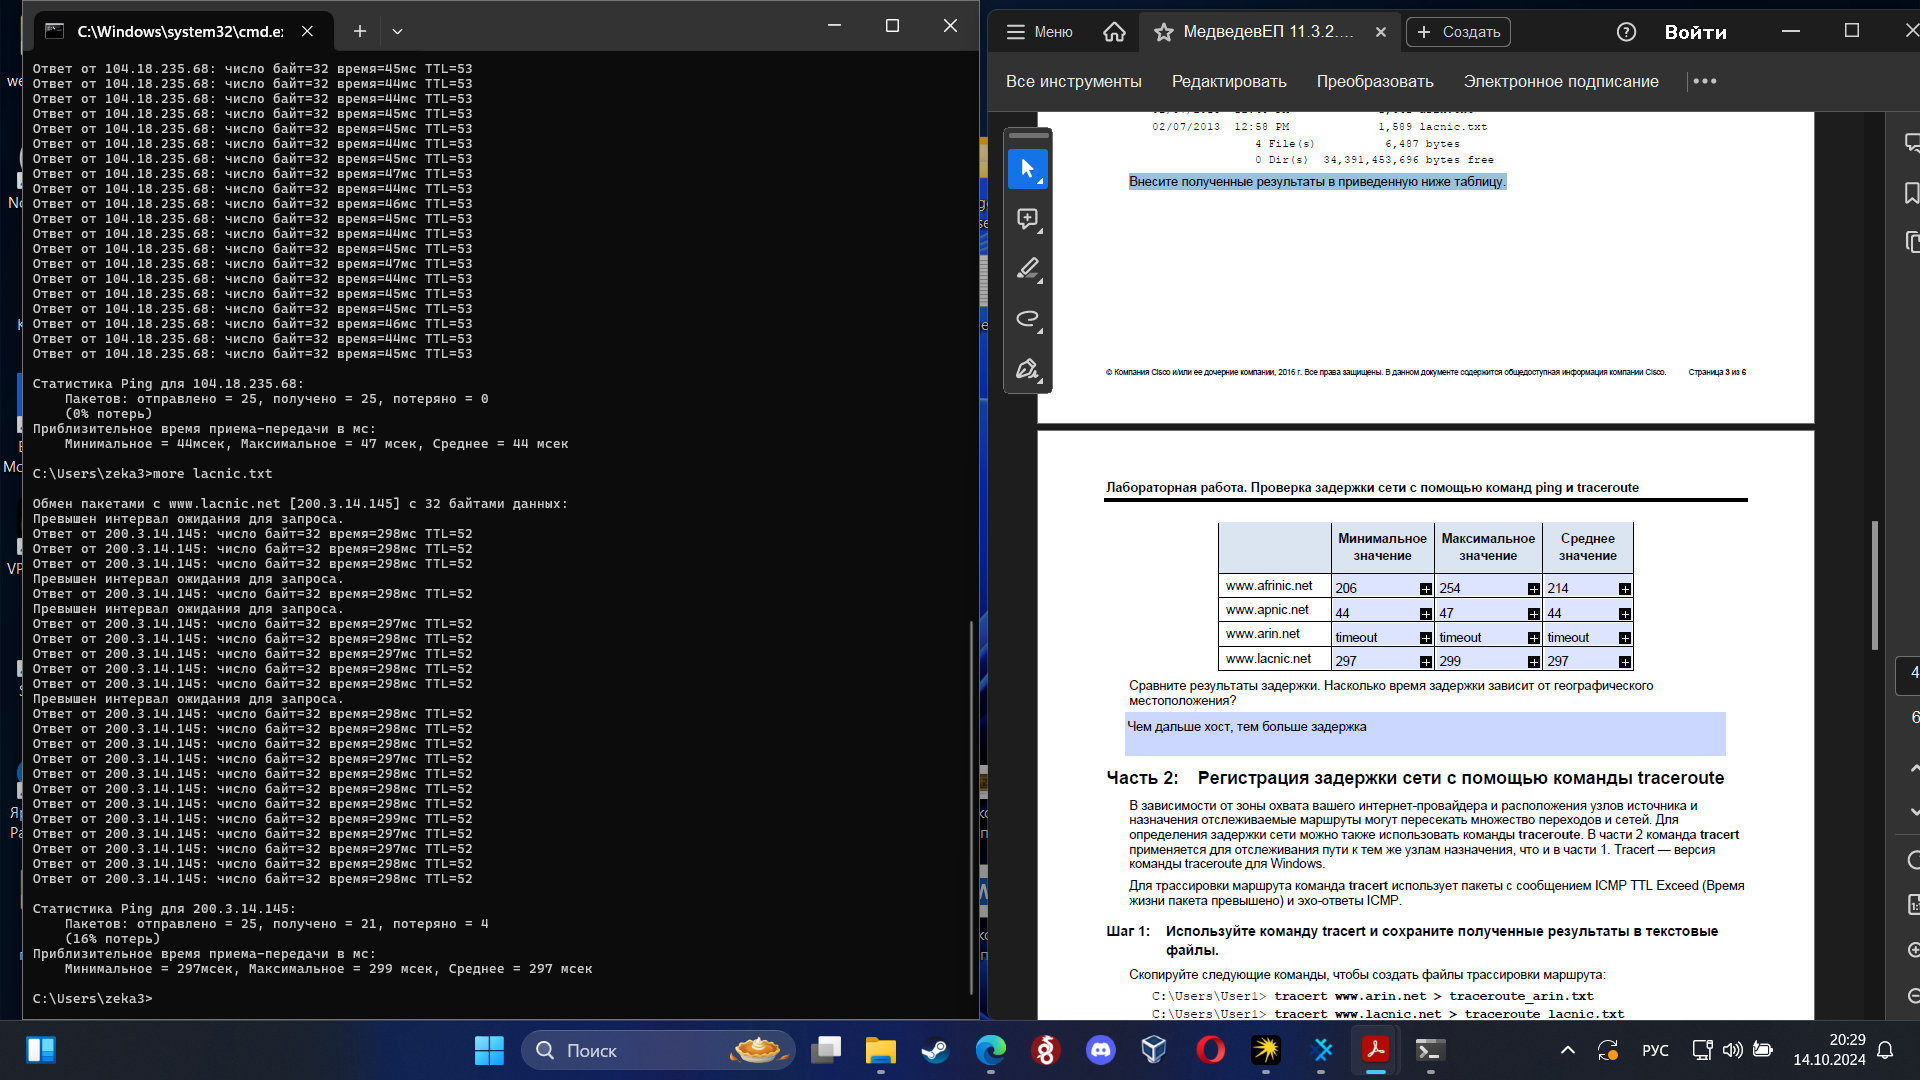 C:\Windows\system32\cmd.e
Ответ от 104.18.235.68: число байт=32 время=45мс TTL=53
Ответ от 104.18.235.68: число байт=32 время=44мс TTL=53
Ответ от 104.18.235.68: число байт=32 время=44мс TTL=53
Ответ от 104.18.235.68: число байт=32 время=45мс TTL=53
Ответ от 104.18.235.68: число байт=32 время=45мс TTL=53
Ответ от 104.18.235.68: число байт=32 время=44мс TTL=53
Ответ от 104.18.235.68: число байт=32 время=45мс TTL=53
Ответ от 104.18.235.68: число байт=32 время=47мс TTL=53
Ответ от 104.18.235.68: число байт=32 время=44мс TTL=53
Ответ от 104.18.235.68: число байт=32 время=46мс TTL=53
Ответ от 104.18.235.68: число байт=32 время=45мс TTL=53
Ответ от 104.18.235.68: число байт=32 время=44мс TTL=53
Ответ от 104.18.235.68: число байт=32 время=45мс TTL=53
Ответ от 104.18.235.68: число байт=32 время=47мс TTL=53
Ответ от 104.18.235.68: число байт=32 время=44мс TTL=53
Ответ от 104.18.235.68: число байт=32 время=45мс TTL=53
Ответ от 104.18.235.68: число байт=32 время=45мс TTL=53
Ответ от 104.18.235.68: число байт=32 время=46мс TTL=53
Ответ от 104.18.235.68: число байт=32 время=44мс TTL=53
Ответ от 104.18.235.68: число байт=32 время=45мс TTL=53
Статистика Ping для 104.18.235.68:
Пакетов: отправлено = 25, получено = 25, потеряно = 0
(0% потерь)
Приблизительное время приема-передачи в мс:
Минимальное = 44мсек, Максимальное = 47 мсек, Среднее = 44 мсек
C:\Users\zeka3>more lacnic.txt
Обмен пакетами с www.lacnic.net [200.3.14.145] с 32 байтами данных:
Превышен интервал ожидания для запроса.
Ответ от 200.3.14.145: число байт=32 время=298мс TTL=52
Ответ от 200.3.14.145: число байт=32 время=298мс TTL=52
Ответ от 200.3.14.145: число байт=32 время=298мс TTL=52
Превышен интервал ожидания для запроса.
Ответ от 200.3.14.145: число байт=32 время=298мс TTL=52
Превышен интервал ожидания для запроса.
Ответ от 200.3.14.145: число байт=32 время=297мс TTL=52
Ответ от 200.3.14.145: число байт=32 время=298мс TTL=52
Ответ от 200.3.14.145: число байт=32 время=297мс TTL=52
Ответ от 200.3.14.145: число байт=32 время=298мс TTL=52
Ответ от 200.3.14.145: число байт=32 время=298мс TTL=52
Превышен интервал ожидания для запроса.
Ответ от 200.3.14.145: число байт=32 время=298мс TTL=52
Ответ от 200.3.14.145: число байт=32 время=298мс TTL=52
Ответ от 200.3.14.145: число байт=32 время=298мс TTL=52
Ответ от 200.3.14.145: число байт=32 время=297мс TTL=52
Ответ от 200.3.14.145: число байт=32 время=298мс TTL=52
Ответ от 200.3.14.145: число байт=32 время=298мс TTL=52
Ответ от 200.3.14.145: число байт=32 время=299мс TTL=52
Ответ от 200.3.14.145: число байт=32 время=297мс TTL=52
Ответ от 200.3.14.145: число байт=32 время=297мс TTL=52
Ответ от 200.3.14.145: число байт=32 время=298мс TTL=52
Ответ от 200.3.14.145: число байт=32 время=298мс TTL=52
Статистика Ping для 200.3.14.145:
Пакетов: отправлено = 25, получено = 21, потеряно = 4
(16% потерь)
Приблизительное время приема-передачи в мс:
Минимальное = 297мсек, Максимальное = 299 мсек, Среднее = 297 мсек
C:\Users\zeka3>
Меню
МедведевЕП 11.3.2....
Создать
Войти
Все инструменты Редактировать Преобразовать Электронное подписание
02/07/2013 12:58 PM 1,589 lacnic.txt
4 File(s) 6,487 bytes
0 Dir(s) 34,391,453,696 bytes free
Внесите полученные результаты в приведенную ниже таблицу.
© Компания Cisco и/или ее дочерние компании, 2016 г. Все права защищены. В данном документе содержится общедоступная информация компании Cisco. Страница 3 из 6
Лабораторная работа. Проверка задержки сети с помощью команд ping и traceroute
Минимальное значение Максимальное значение Среднее значение
www.afrinic.net 206 254 214
www.apnic.net 44 47 44
www.arin.net timeout timeout timeout
www.lacnic.net 297 299 297
Сравните результаты задержки. Насколько время задержки зависит от географического
местоположения?
Чем дальше хост, тем больше задержка
Часть 2: Регистрация задержки сети с помощью команды traceroute
В зависимости от зоны охвата вашего интернет-провайдера и расположения узлов источника и
назначения отслеживаемые маршруты могут пересекать множество переходов и сетей. Для
определения задержки сети можно также использовать команды traceroute. В части 2 команда tracert
применяется для отслеживания пути к тем же узлам назначения, что и в части 1. Tracert — версия
команды traceroute для Windows.
Для трассировки маршрута команда tracert использует пакеты с сообщением ICMP TTL Exceed (Время
жизни пакета превышено) и эхо-ответы ICMP.
Шаг 1: Используйте команду tracert и сохраните полученные результаты в текстовые
файлы.
Скопируйте следующие команды, чтобы создать файлы трассировки маршрута:
C:\Users\User1> tracert www.arin.net > traceroute_arin.txt
C:\Users\User1> tracert www.lacnic.net > traceroute_lacnic.txt
4
6
Поиск
РУС
20:29
14.10.2024